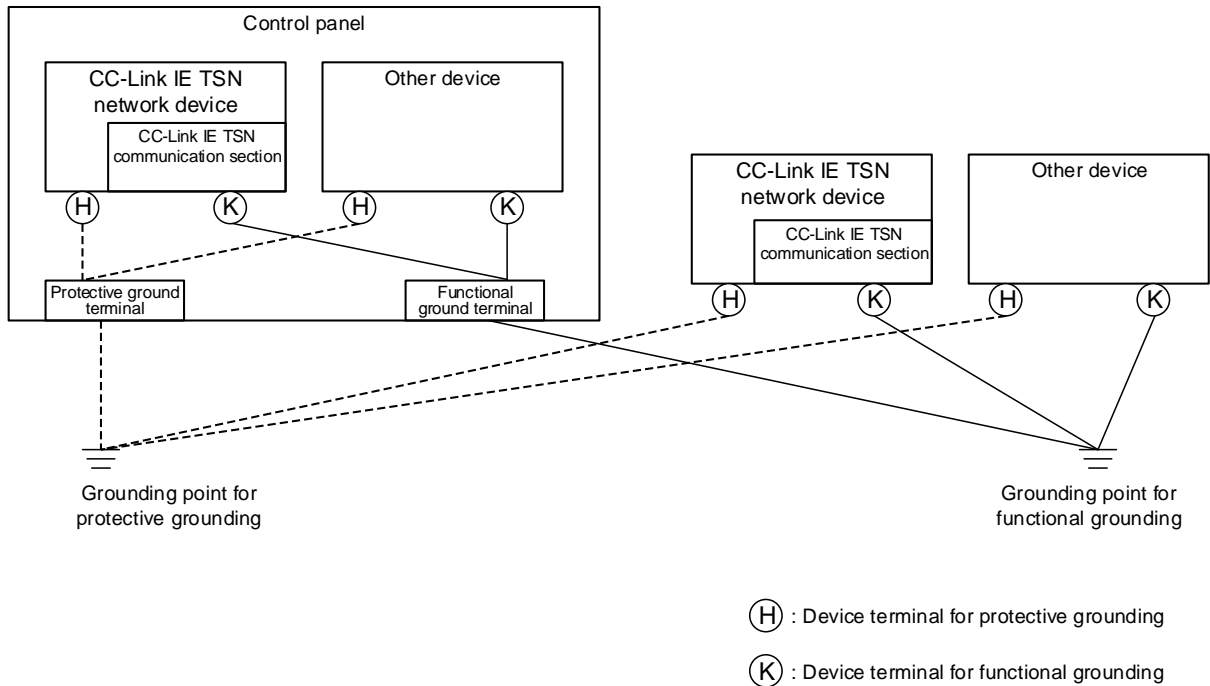 Control panel
CC-Link IE TSN
network device
CC-Link IE TSN
communication section
Other device
H
K
H
K
Protective ground
terminal
Functional
ground terminal
CC-Link IE TSN
network device
CC-Link IE TSN
communication section
Other device
H
K
H
K
Grounding point for
protective grounding
Grounding point for
functional grounding
H : Device terminal for protective grounding
K : Device terminal for functional grounding